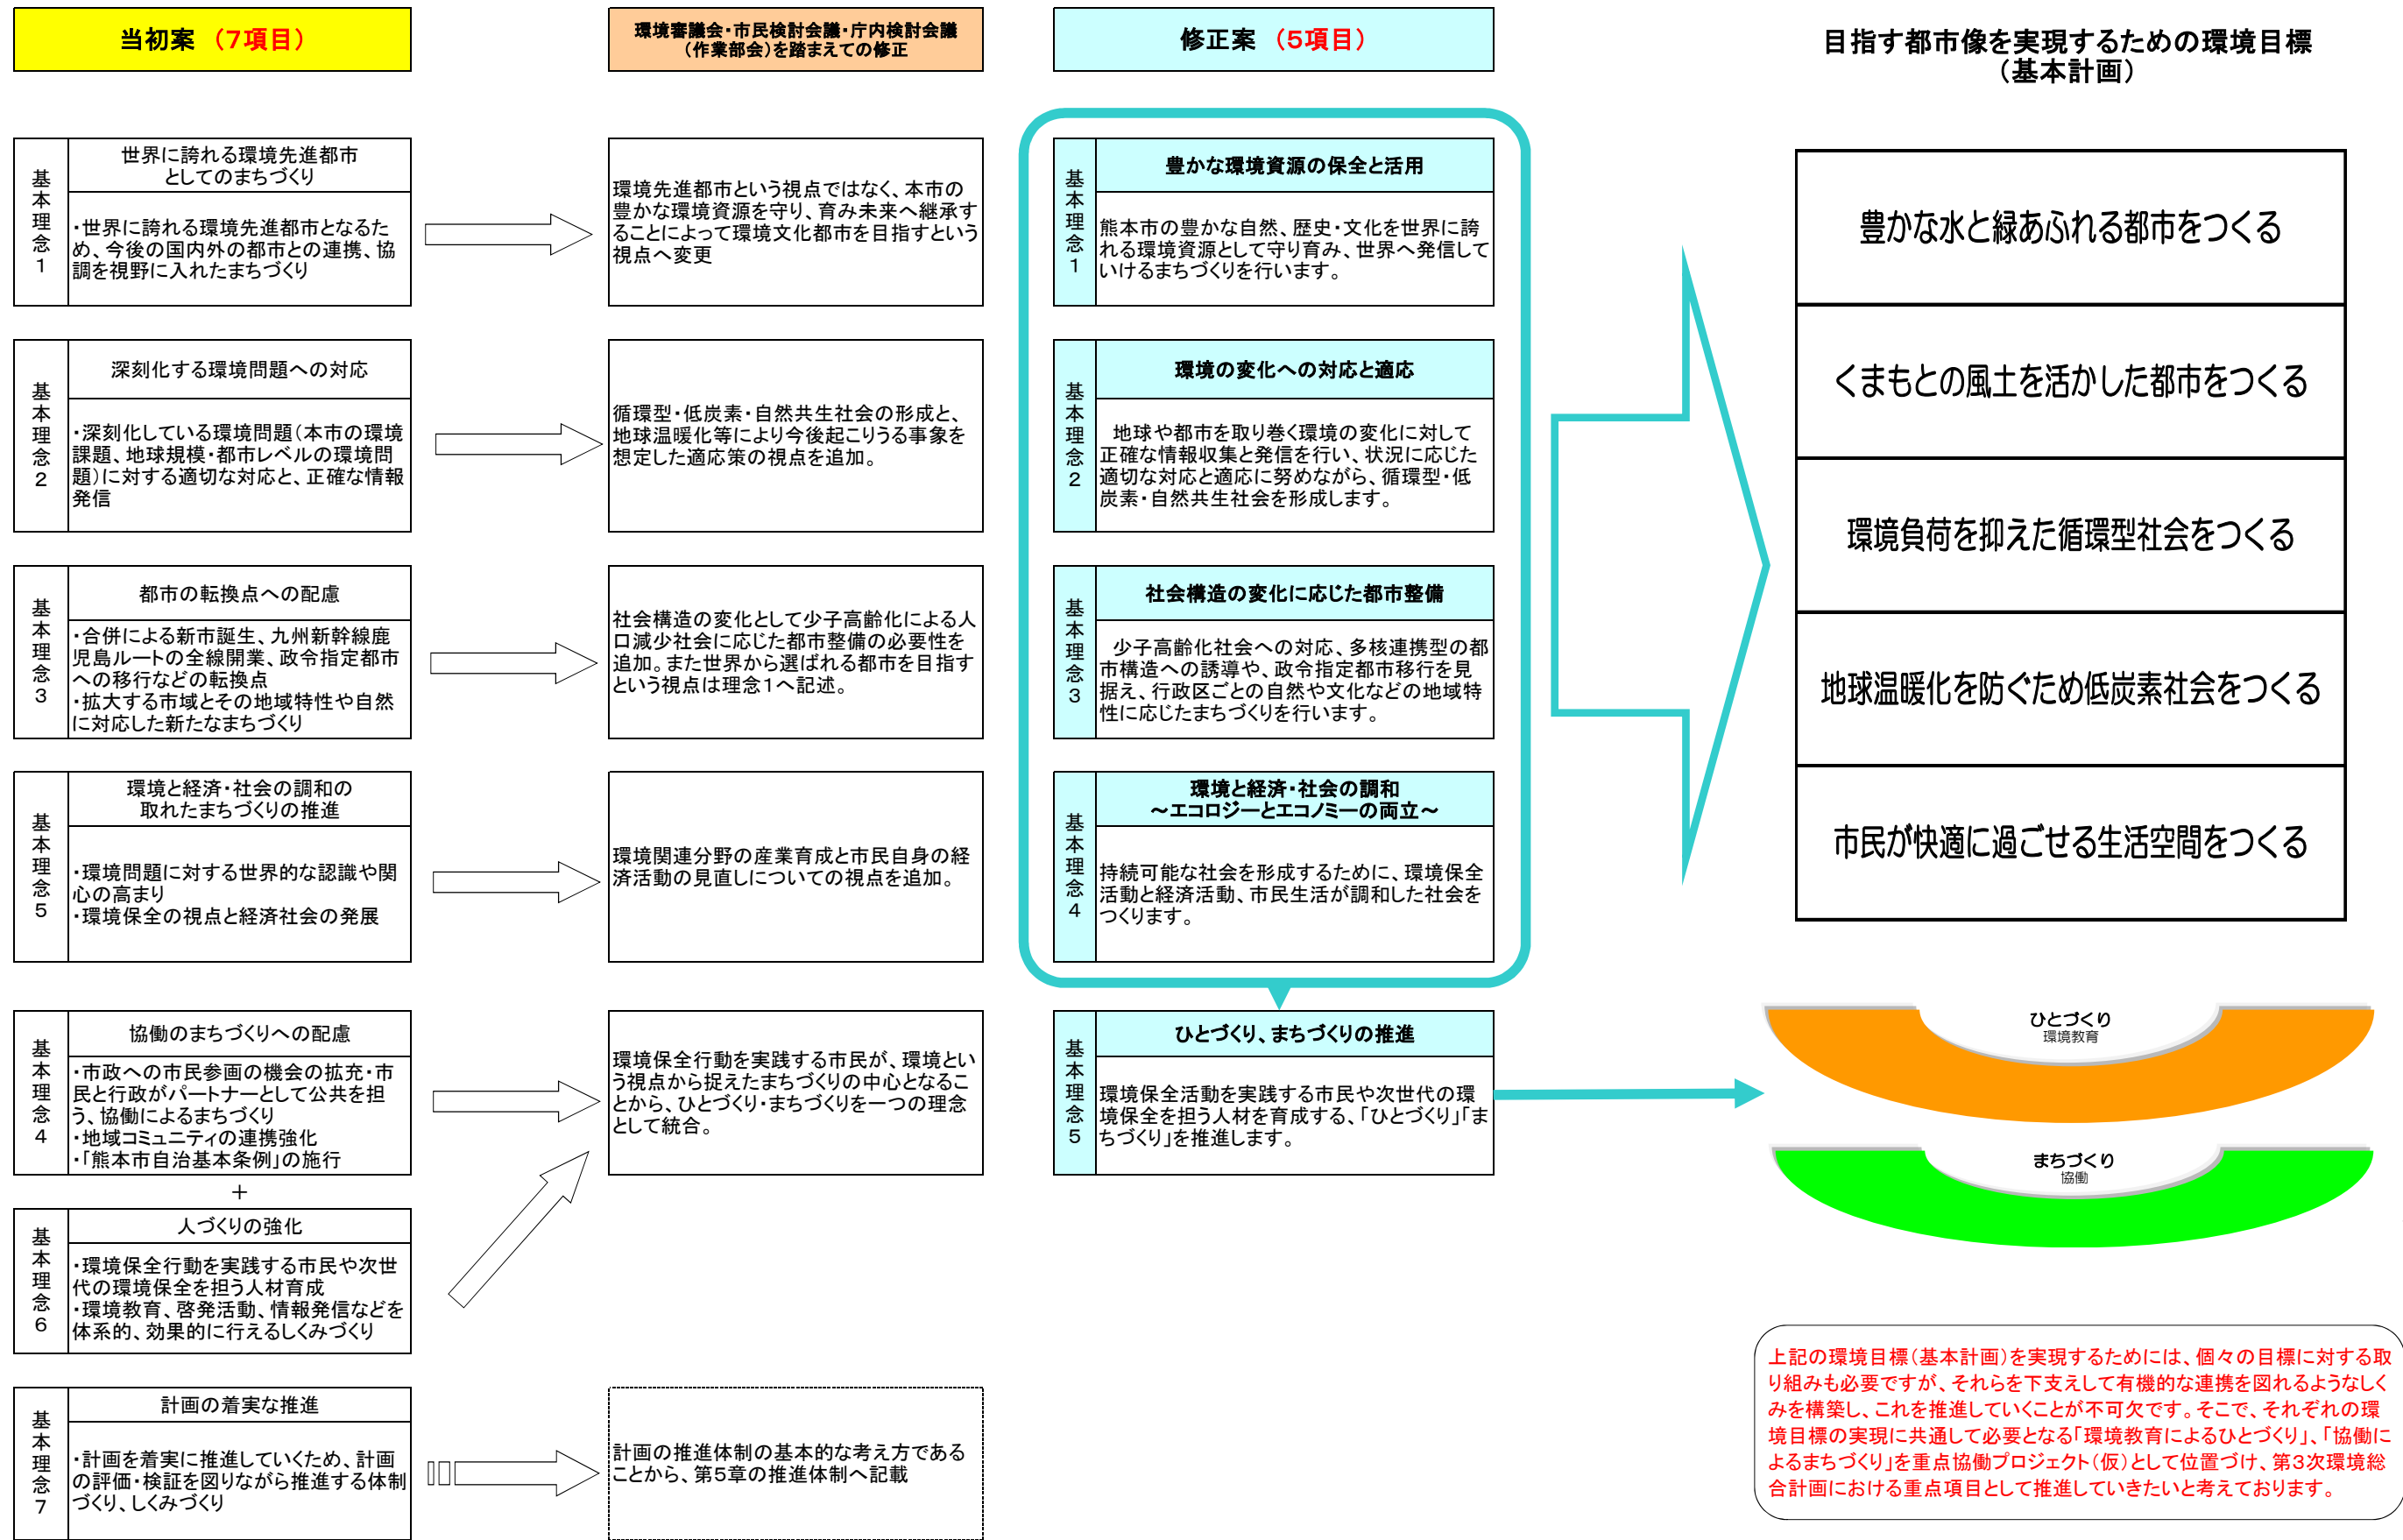 当初案 （7項目）
環境審議会・市民検討会議・庁内検討会議
（作業部会）を踏まえての修正
修正案 （5項目）
目指す都市像を実現するための環境目標
（基本計画）
基本理念1
世界に誇れる環境先進都市
としてのまちづくり
・世界に誇れる環境先進都市となるた
め、今後の国内外の都市との連携、協
調を視野に入れたまちづくり
環境先進都市という視点ではなく、本市の
豊かな環境資源を守り、育み未来へ継承す
ることによって環境文化都市を目指すという
視点へ変更
基本理念1
豊かな環境資源の保全と活用
熊本市の豊かな自然、歴史・文化を世界に誇
れる環境資源として守り育み、世界へ発信して
いけるまちづくりを行います。
基本理念2
深刻化する環境問題への対応
・深刻化している環境問題（本市の環境
課題、地球規模・都市レベルの環境問
題）に対する適切な対応と、正確な情報
発信
循環型・低炭素・自然共生社会の形成と、
地球温暖化等により今後起こりうる事象を
想定した適応策の視点を追加。
基本理念2
環境の変化への対応と適応
地球や都市を取り巻く環境の変化に対して
正確な情報収集と発信を行い、状況に応じた
適切な対応と適応に努めながら、循環型・低
炭素・自然共生社会を形成します。
基本理念3
都市の転換点への配慮
・合併による新市誕生、九州新幹線鹿
児島ルートの全線開業、政令指定都市
への移行などの転換点
・拡大する市域とその地域特性や自然
に対応した新たなまちづくり
社会構造の変化として少子高齢化による人
口減少社会に応じた都市整備の必要性を
追加。また世界から選ばれる都市を目指す
という視点は理念1へ記述。
基本理念3
社会構造の変化に応じた都市整備
少子高齢化社会への対応、多核連携型の都
市構造への誘導や、政令指定都市移行を見
据え、行政区ごとの自然や文化などの地域特
性に応じたまちづくりを行います。
基本理念5
環境と経済・社会の調和の
取れたまちづくりの推進
・環境問題に対する世界的な認識や関
心の高まり
・環境保全の視点と経済社会の発展
環境関連分野の産業育成と市民自身の経
済活動の見直しについての視点を追加。
基本理念4
環境と経済・社会の調和
～エコロジーとエコノミーの両立～
持続可能な社会を形成するために、環境保全
活動と経済活動、市民生活が調和した社会を
つくります。
基本理念4
協働のまちづくりへの配慮
・市政への市民参画の機会の拡充・市
民と行政がパートナーとして公共を担
う、協働によるまちづくり
・地域コミュニティの連携強化
・「熊本市自治基本条例」の施行
環境保全行動を実践する市民が、環境とい
う視点から捉えたまちづくりの中心となるこ
とから、ひとづくり・まちづくりを一つの理念
として統合。
基本理念5
ひとづくり、まちづくりの推進
環境保全活動を実践する市民や次世代の環
境保全を担う人材を育成する、「ひとづくり」「ま
ちづくり」を推進します。
＋
基本理念6
人づくりの強化
・環境保全行動を実践する市民や次世
代の環境保全を担う人材育成
・環境教育、啓発活動、情報発信などを
体系的、効果的に行えるしくみづくり
基本理念7
計画の着実な推進
・計画を着実に推進していくため、計画
の評価・検証を図りながら推進する体制
づくり、しくみづくり
計画の推進体制の基本的な考え方である
ことから、第5章の推進体制へ記載
豊かな水と緑あふれる都市をつくる
くまもとの風土を活かした都市をつくる
環境負荷を抑えた循環型社会をつくる
地球温暖化を防ぐため低炭素社会をつくる
市民が快適に過ごせる生活空間をつくる
ひとづくり
環境教育
まちづくり
協働
上記の環境目標（基本計画）を実現するためには、個々の目標に対する取
り組みも必要ですが、それらを下支えして有機的な連携を図れるようなしく
みを構築し、これを推進していくことが不可欠です。そこで、それぞれの環
境目標の実現に共通して必要となる「環境教育によるひとづくり」、「協働に
よるまちづくり」を重点協働プロジェクト（仮）として位置づけ、第3次環境総
合計画における重点項目として推進していきたいと考えております。